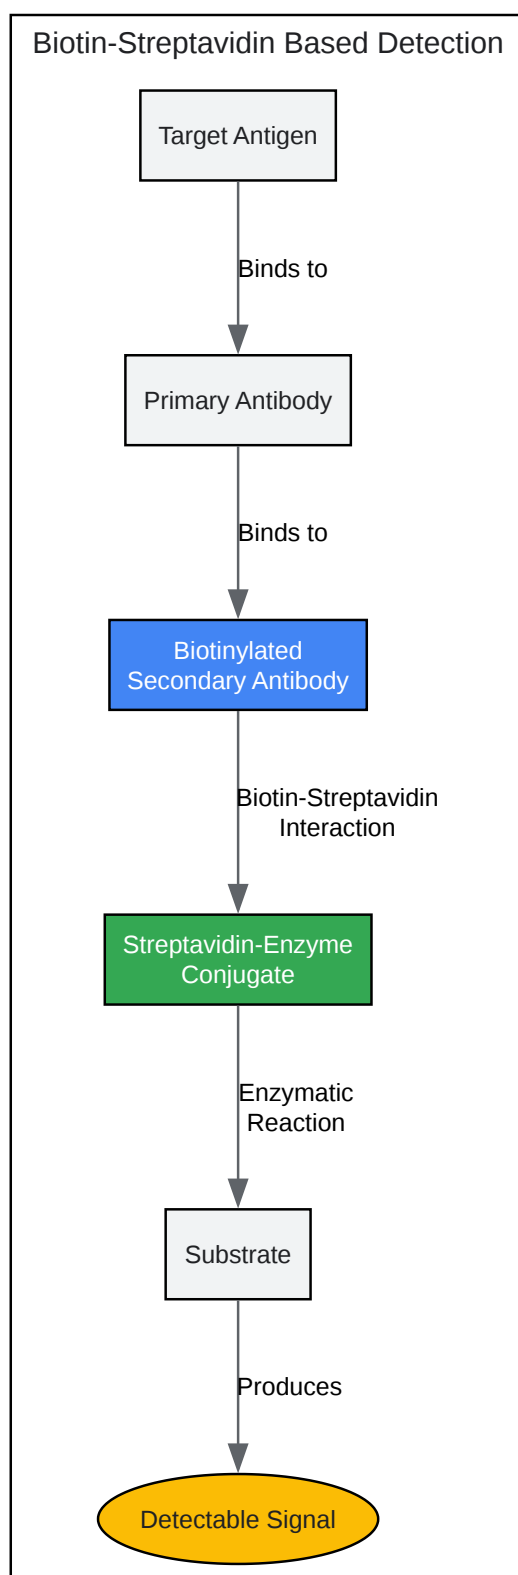 Biotin-Streptavidin Based Detection
Target Antigen
Binds to
Primary Antibody
Binds to
Biotinylated
Secondary Antibody
Biotin-Streptavidin
Interaction
Streptavidin-Enzyme
Conjugate
Enzymatic
Reaction
Substrate
Produces
Detectable Signal